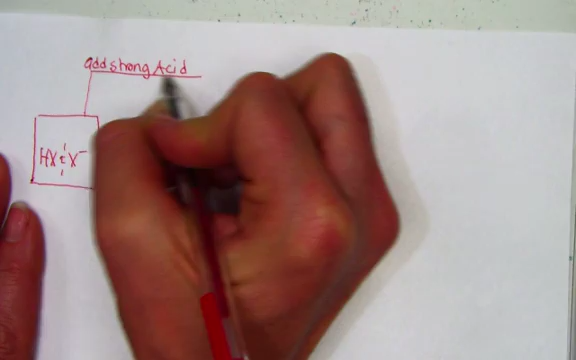 add strong Acid
HX & X⁻